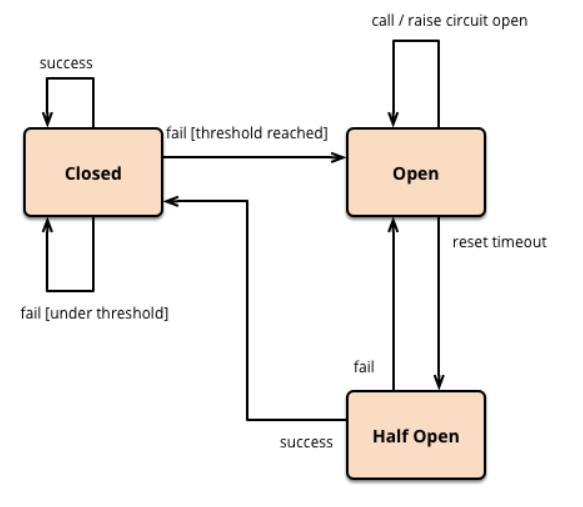 call / raise circuit open
success
fail [threshold reached]
Closed
Open
reset timeout
fail [under threshold]
fail
Half Open
success